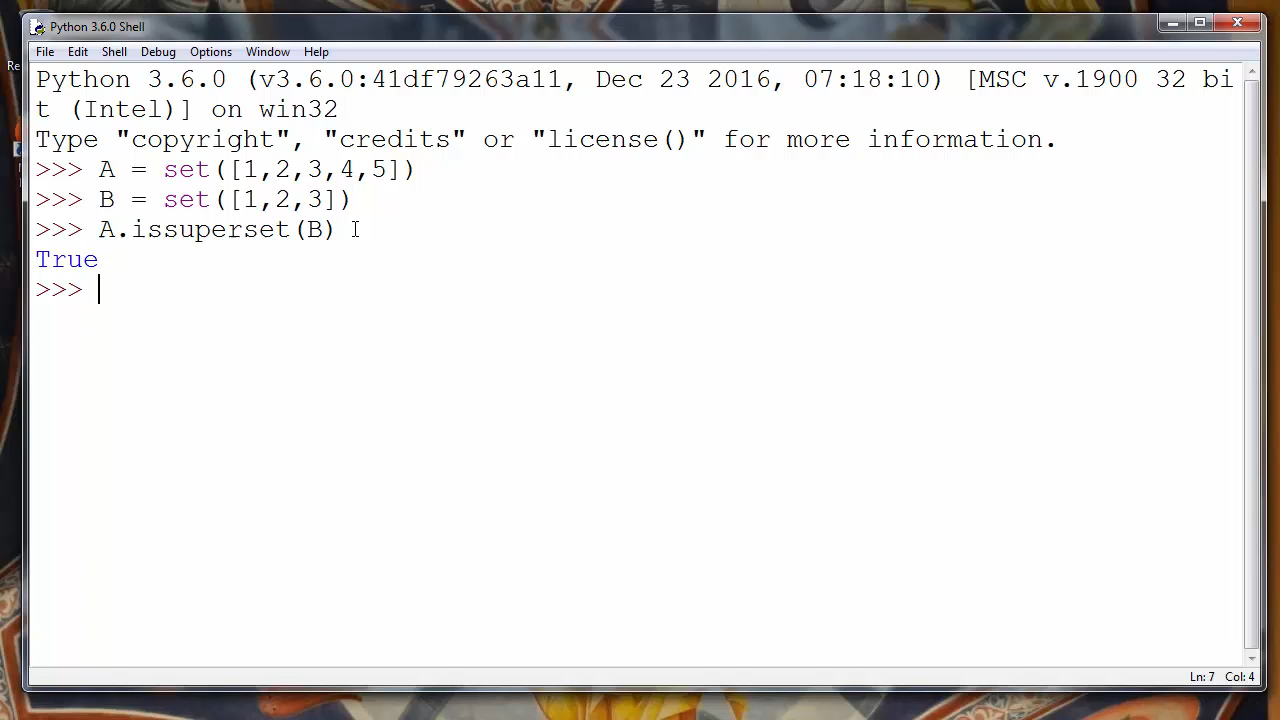 Python 3.6.0 Shell
Re
File Edit Shell Debug Options Window Help
Python 3.6.0 (v3.6.0:41df79263a11, Dec 23 2016, 07:18:10) [MSC v.1900 32 bi
t (Intel)] on win32
Type "copyright", "credits" or "license()" for more information.
>>> A = set([1,2,3,4,5])
>>> B = set([1,2,3])
>>> A.issuperset(B)
True
>>>
Ln: 7 Col: 4